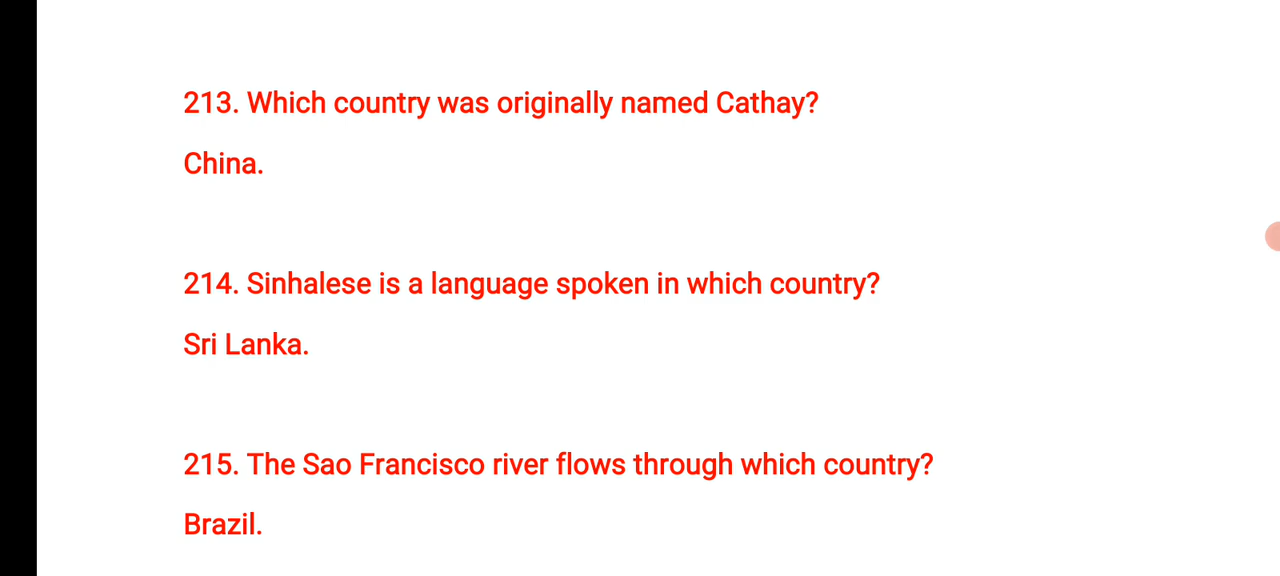 213. Which country was originally named Cathay?
China.
214. Sinhalese is a language spoken in which country?
Sri Lanka.
215. The Sao Francisco river flows through which country?
Brazil.